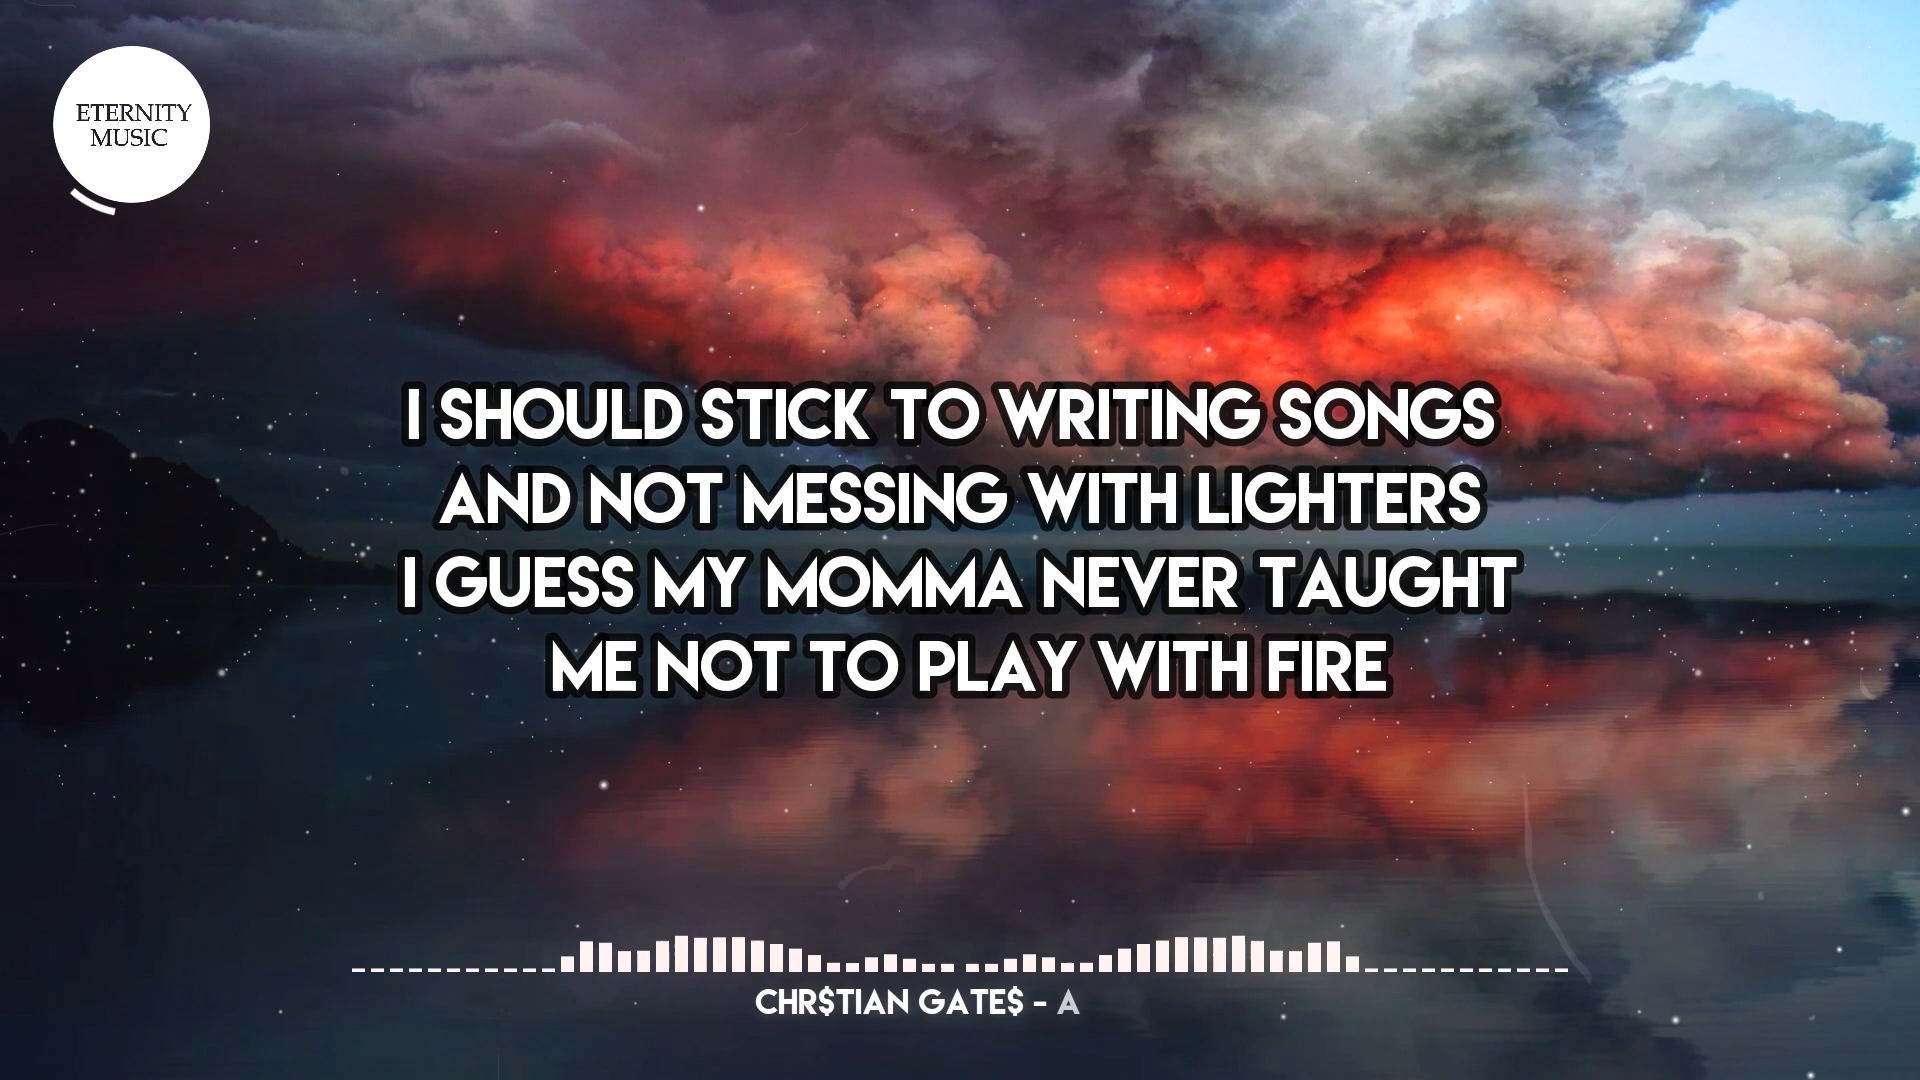 ETERNITY
MUSIC
I SHOULD STICK TO WRITING SONGS
AND NOT MESSING WITH LIGHTERS
I GUESS MY MOMMA NEVER TAUGHT
ME NOT TO PLAY WITH FIRE
CHR$TIAN GATE$ - A